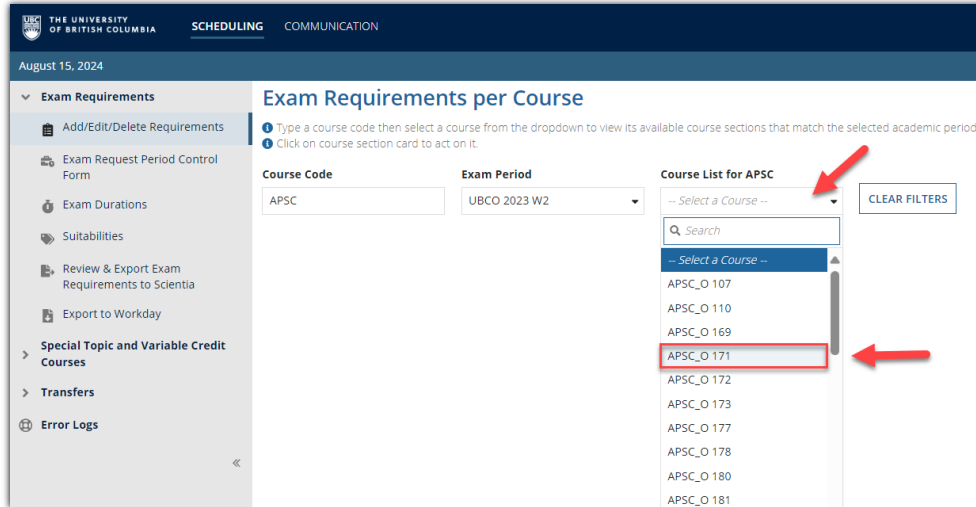 UBC
THE UNIVERSITY
OF BRITISH COLUMBIA
SCHEDULING
COMMUNICATION
August 15, 2024
Exam Requirements
Add/Edit/Delete Requirements
Exam Request Period Control
Form
Exam Durations
Suitabilities
Review & Export Exam
Requirements to Scientia
Export to Workday
Special Topic and Variable Credit
Courses
Transfers
Error Logs
Exam Requirements per Course
Type a course code then select a course from the dropdown to view its available course sections that match the selected academic period
Click on course section card to act on it.
Course Code
Exam Period
Course List for APSC
APSC
UBCO 2023 W2
-- Select a Course --
CLEAR FILTERS
Search
-- Select a Course --
APSC_O 107
APSC_O 110
APSC_O 169
APSC_O 171
APSC_O 172
APSC_O 173
APSC_O 177
APSC_O 178
APSC_O 180
APSC_O 181